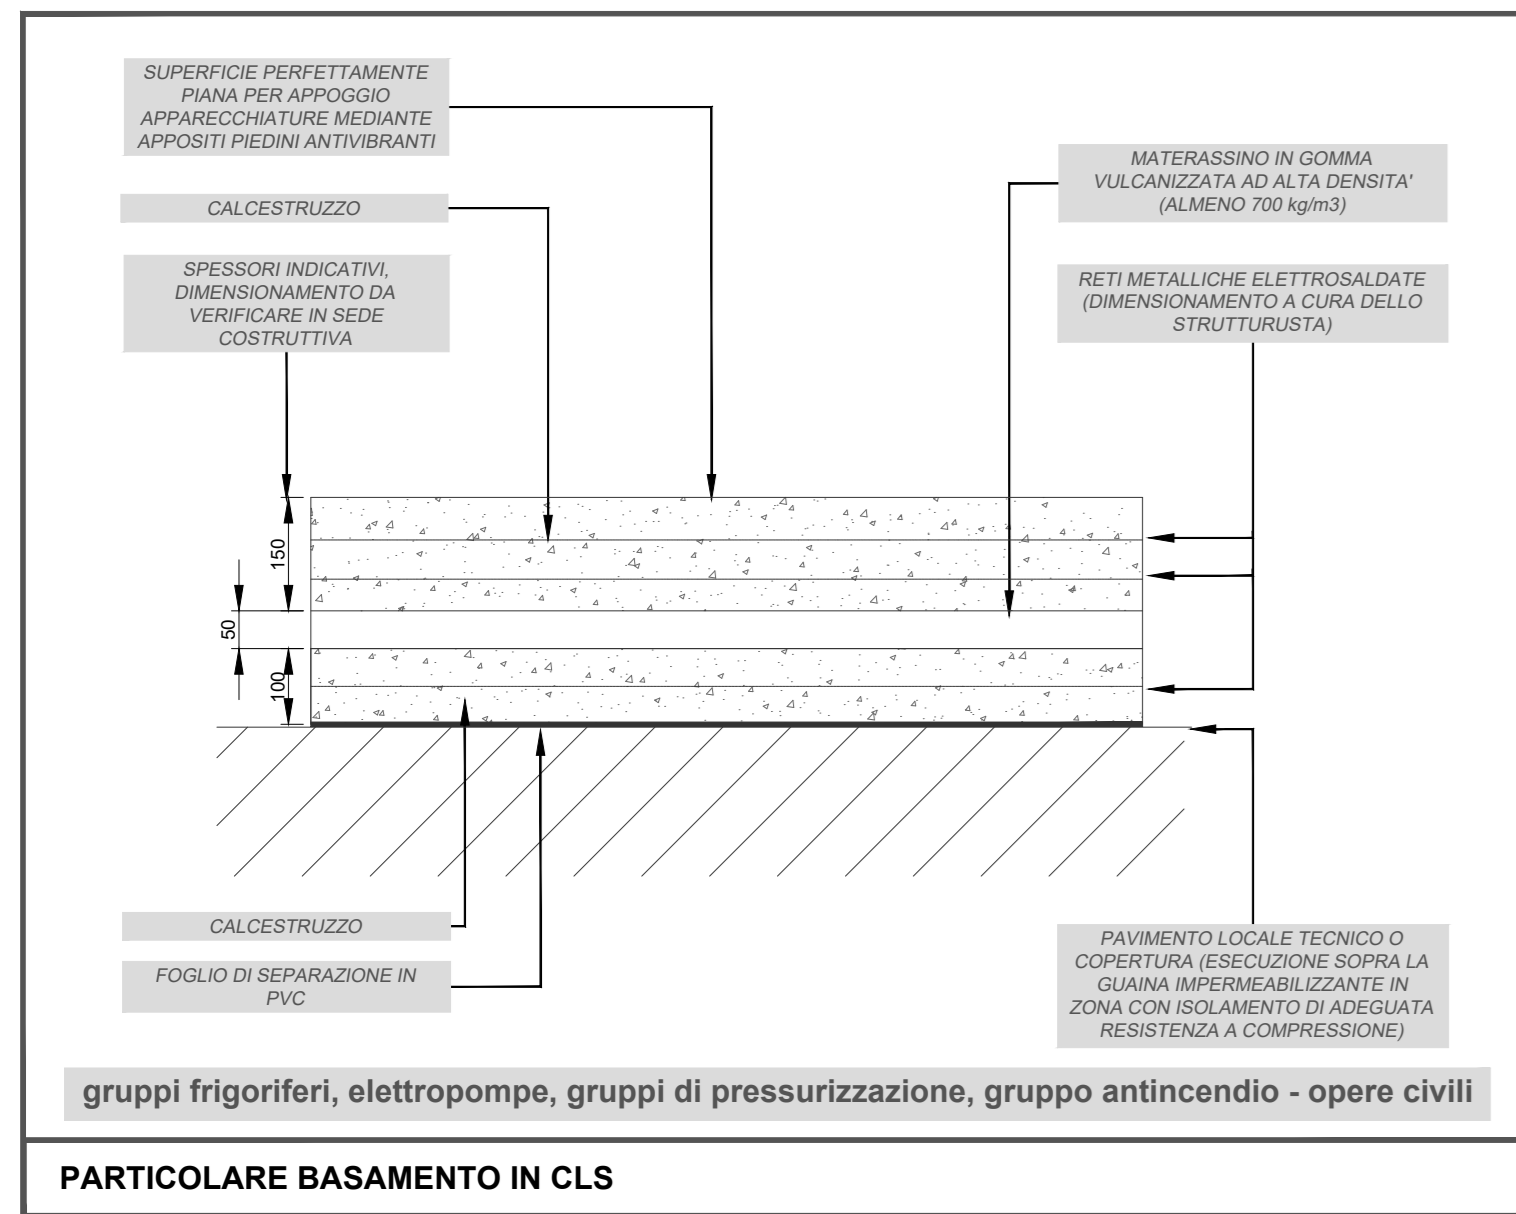 SUPERFICIE PERFETTAMENTE
PIANA PER APPOGGIO
APPARECCHIATURE MEDIANTE
APPOSITI PIEDINI ANTIVIBRANTI
CALCESTRUZZO
SPESSORI INDICATIVI,
DIMENSIONAMENTO DA
VERIFICARE IN SEDE
COSTRUTTIVA
MATERASSINO IN GOMMA
VULCANIZZATA AD ALTA DENSITA'
(ALMENO 700 kg/m3)
RETI METALLICHE ELETTROSALDATE
(DIMENSIONAMENTO A CURA DELLO
STRUTTURUSTA)
150
50
100
CALCESTRUZZO
FOGLIO DI SEPARAZIONE IN
PVC
PAVIMENTO LOCALE TECNICO O
COPERTURA (ESECUZIONE SOPRA LA
GUAINA IMPERMEABILIZZANTE IN
ZONA CON ISOLAMENTO DI ADEGUATA
RESISTENZA A COMPRESSIONE)
gruppi frigoriferi, elettropompe, gruppi di pressurizzazione, gruppo antincendio - opere civili
PARTICOLARE BASAMENTO IN CLS